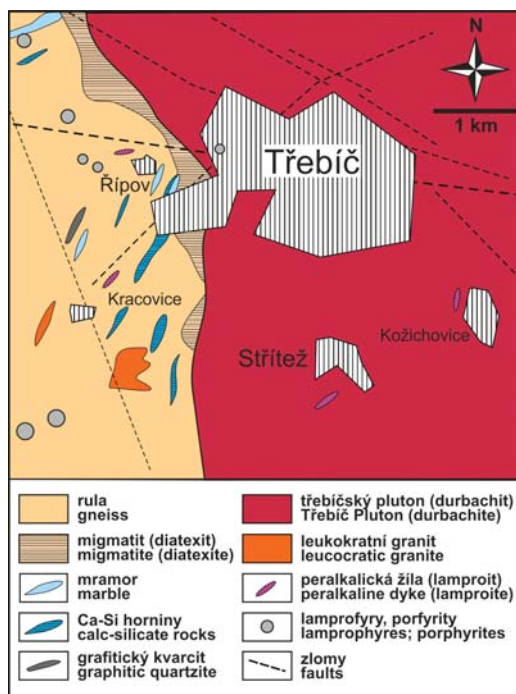 N
1 km
Třebíč
Řípov
Kracovice
Kožichovice
Střítež
rula
gneiss
třebíčský pluton (durbachit)
Třebíč Pluton (durbachite)
migmatit (diatexit)
migmatite (diatexite)
leukokratní granit
leucocratic granite
mramor
marble
peralkalická žíla (lamproit)
peralkaline dyke (lamproite)
Ca-Si horniny
calc-silicate rocks
lamprofyry, porfyrity
lamprophyres; porphyrites
grafitický kvarcit
graphitic quartzite
zlomy
faults